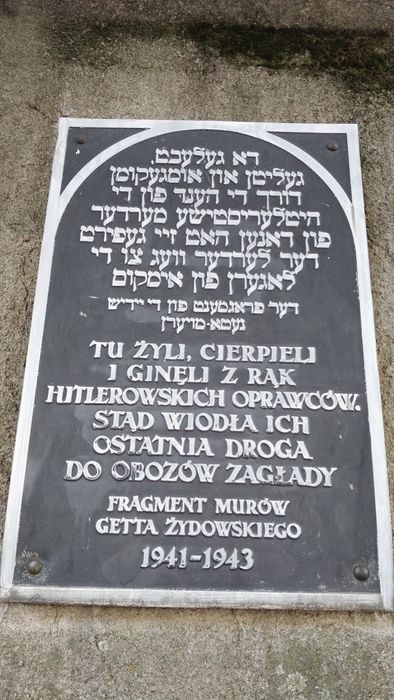 דא געלעבט,
געליטן און אומגעקומען
דורך די הענט פון די
היטלעריסטישע מערדער
פון דאנען האט זיי געפירט
דער לעצטער וועג צו די
לאגערן פון אומקום
דער פראגמענט פון די יידיש
געטא-מויערן
TU ŻYLI, CIERPIELI
I GINĘLI Z RĄK
HITLEROWSKICH OPRAWCÓW.
STĄD WIODŁA ICH
OSTATNIA DROGA
DO OBOZÓW ZAGŁADY
FRAGMENT MURÓW
GETTA ŻYDOWSKIEGO
1941-1943